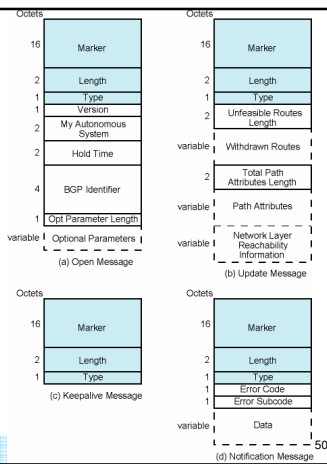 Octets
16 Marker
2 Length
1 Type
1 Version
2 My Autonomous
System
2 Hold Time
4 BGP Identifier
1 Opt Parameter Length
variable Optional Parameters
(a) Open Message
Octets
16 Marker
2 Length
1 Type
2 Unfeasible Routes
Length
variable Withdrawn Routes
2 Total Path
Attributes Length
variable Path Attributes
variable Network Layer
Reachability
Information
(b) Update Message
Octets
16 Marker
2 Length
1 Type
(c) Keepalive Message
Octets
16 Marker
2 Length
1 Type
1 Error Code
1 Error Subcode
variable Data
50
(d) Notification Message